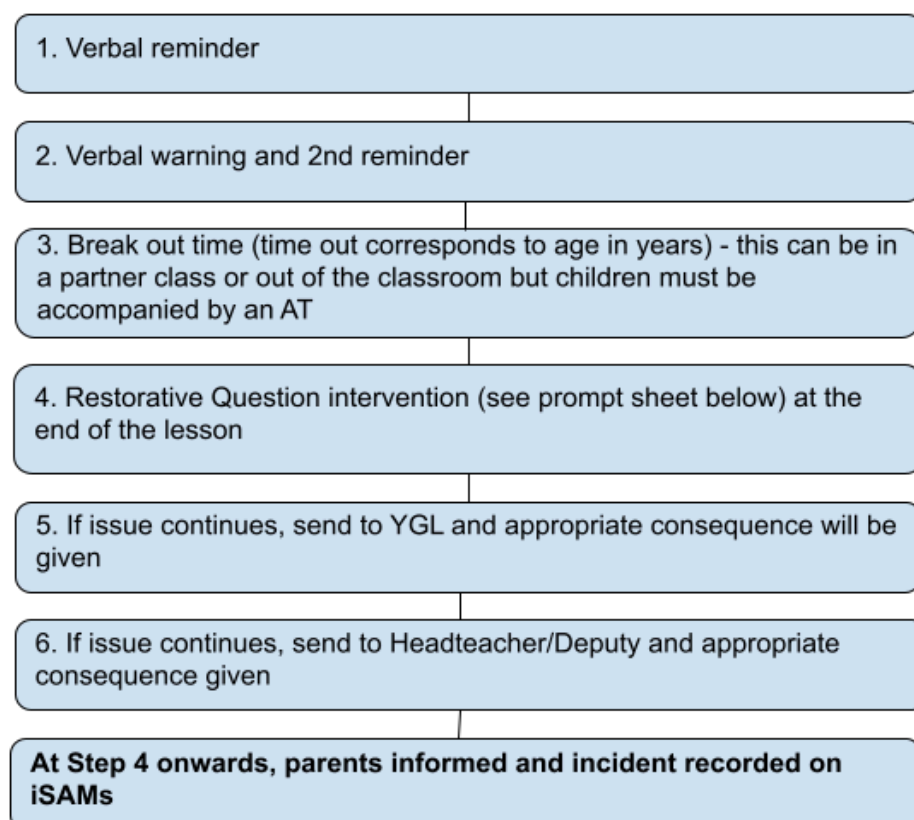 1. Verbal reminder
2. Verbal warning and 2nd reminder
3. Break out time (time out corresponds to age in years) - this can be in
a partner class or out of the classroom but children must be
accompanied by an AT
4. Restorative Question intervention (see prompt sheet below) at the
end of the lesson
5. If issue continues, send to YGL and appropriate consequence will be
given
6. If issue continues, send to Headteacher/Deputy and appropriate
consequence given
At Step 4 onwards, parents informed and incident recorded on
iSAMs